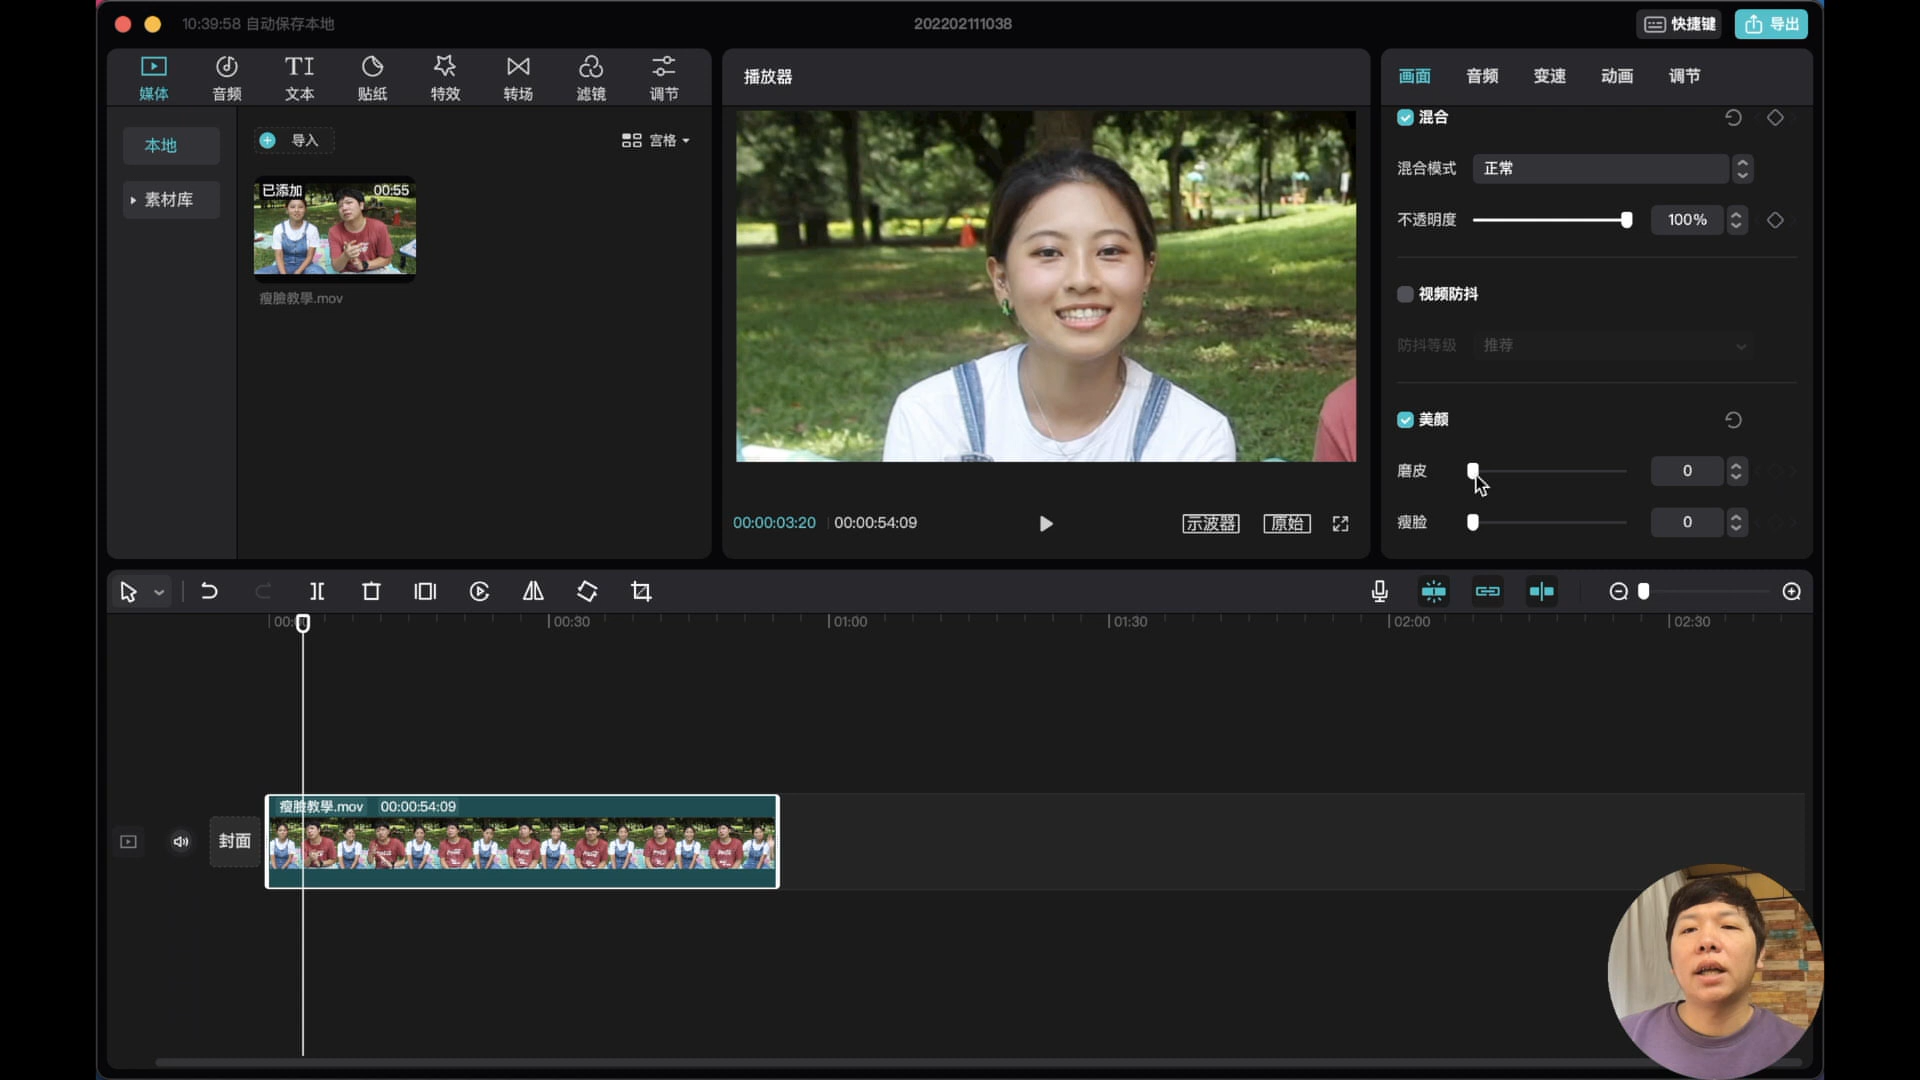 10:39:58 自动保存本地
202202111038
快捷键
导出
媒体
音频
TI
文本
贴纸
特效
转场
滤镜
调节
播放器
画面
音频
变速
动画
调节
本地
素材库
导入
宫格
已添加
00:55
瘦臉教學.mov
混合
混合模式
正常
不透明度
100%
视频防抖
防抖等级
推荐
美颜
磨皮
0
瘦脸
0
00:00:03:20
00:00:54:09
示波器
原始
00:30
01:00
01:30
02:00
02:30
封面
瘦臉教學.mov 00:00:54:09